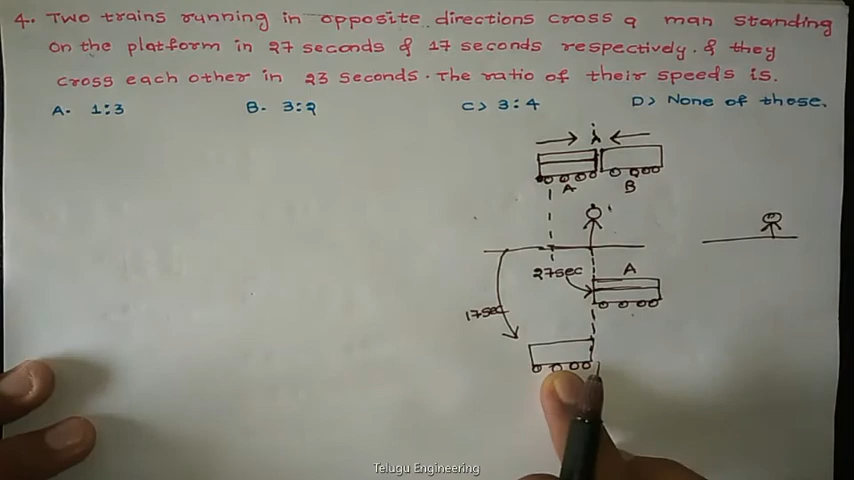 4. Two trains running in opposite directions cross a man standing
on the platform in 27 seconds & 17 seconds respectively. & they
cross each other in 23 seconds. The ratio of their speeds is.
A. 1:3 B. 3:2 C> 3:4 D> None of those.
A B
27sec A
17sec
Telugu Engineering